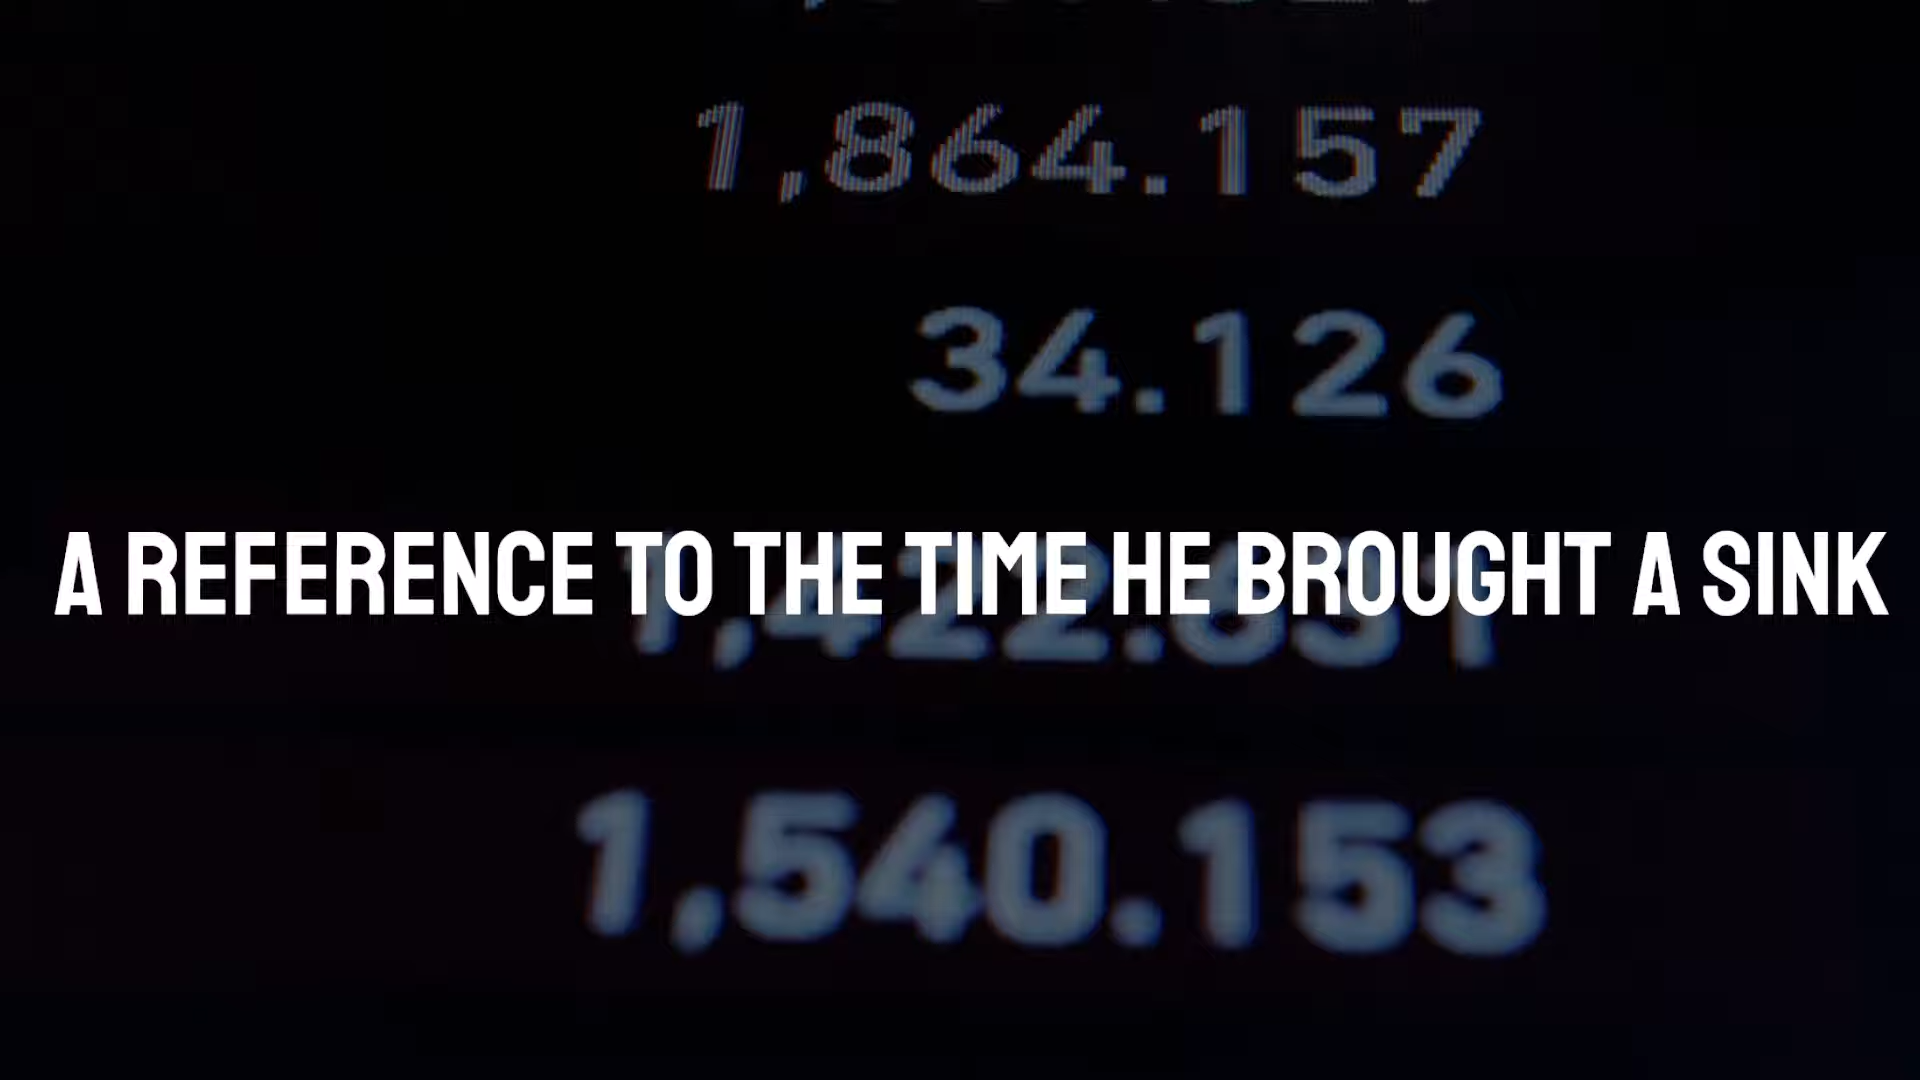 1,864.157
34.126
A REFERENCE TO THE TIME HE BROUGHT A SINK
1,540.153